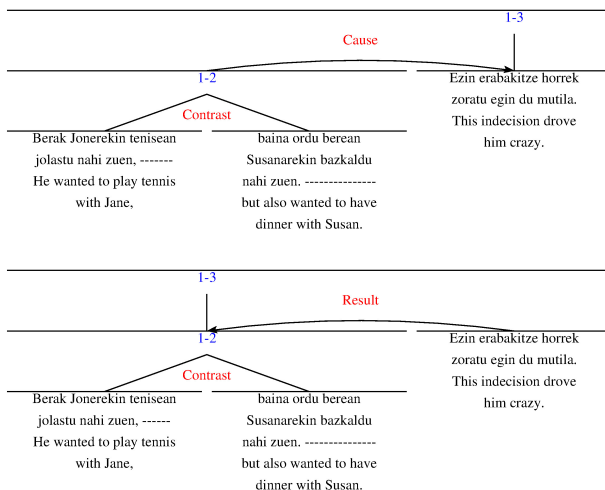 1-3
Cause
1-2
Contrast
Ezin erabakitze horrek
zoratu egin du mutila.
This indecision drove
him crazy.
Berak Jonerekin tenisean
jolastu nahi zuen, -------
He wanted to play tennis
with Jane,
baina ordu berean
Susanarekin bazkaldu
nahi zuen. ---------------
but also wanted to have
dinner with Susan.
1-3
Result
1-2
Contrast
Ezin erabakitze horrek
zoratu egin du mutila.
This indecision drove
him crazy.
Berak Jonerekin tenisean
jolastu nahi zuen, ------
He wanted to play tennis
with Jane,
baina ordu berean
Susanarekin bazkaldu
nahi zuen. ---------------
but also wanted to have
dinner with Susan.